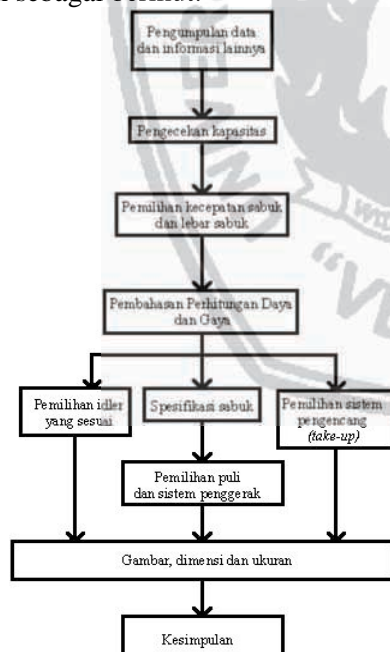 sebagai berikut:
Pengumpulan data
dan informasi lainnya
Pengecekan kapasitas
Pemilihan kecepatan sabuk
dan lebar sabuk
Pembahasan Perhitungan Daya
dan Gaya
Pemilihan idler
yang sesuai
Spesifikasi sabuk
Pemilihan sistem
pengencang
(take-up)
Pemilihan puli
dan sistem penggerak
Gambar, dimensi dan ukuran
Kesimpulan